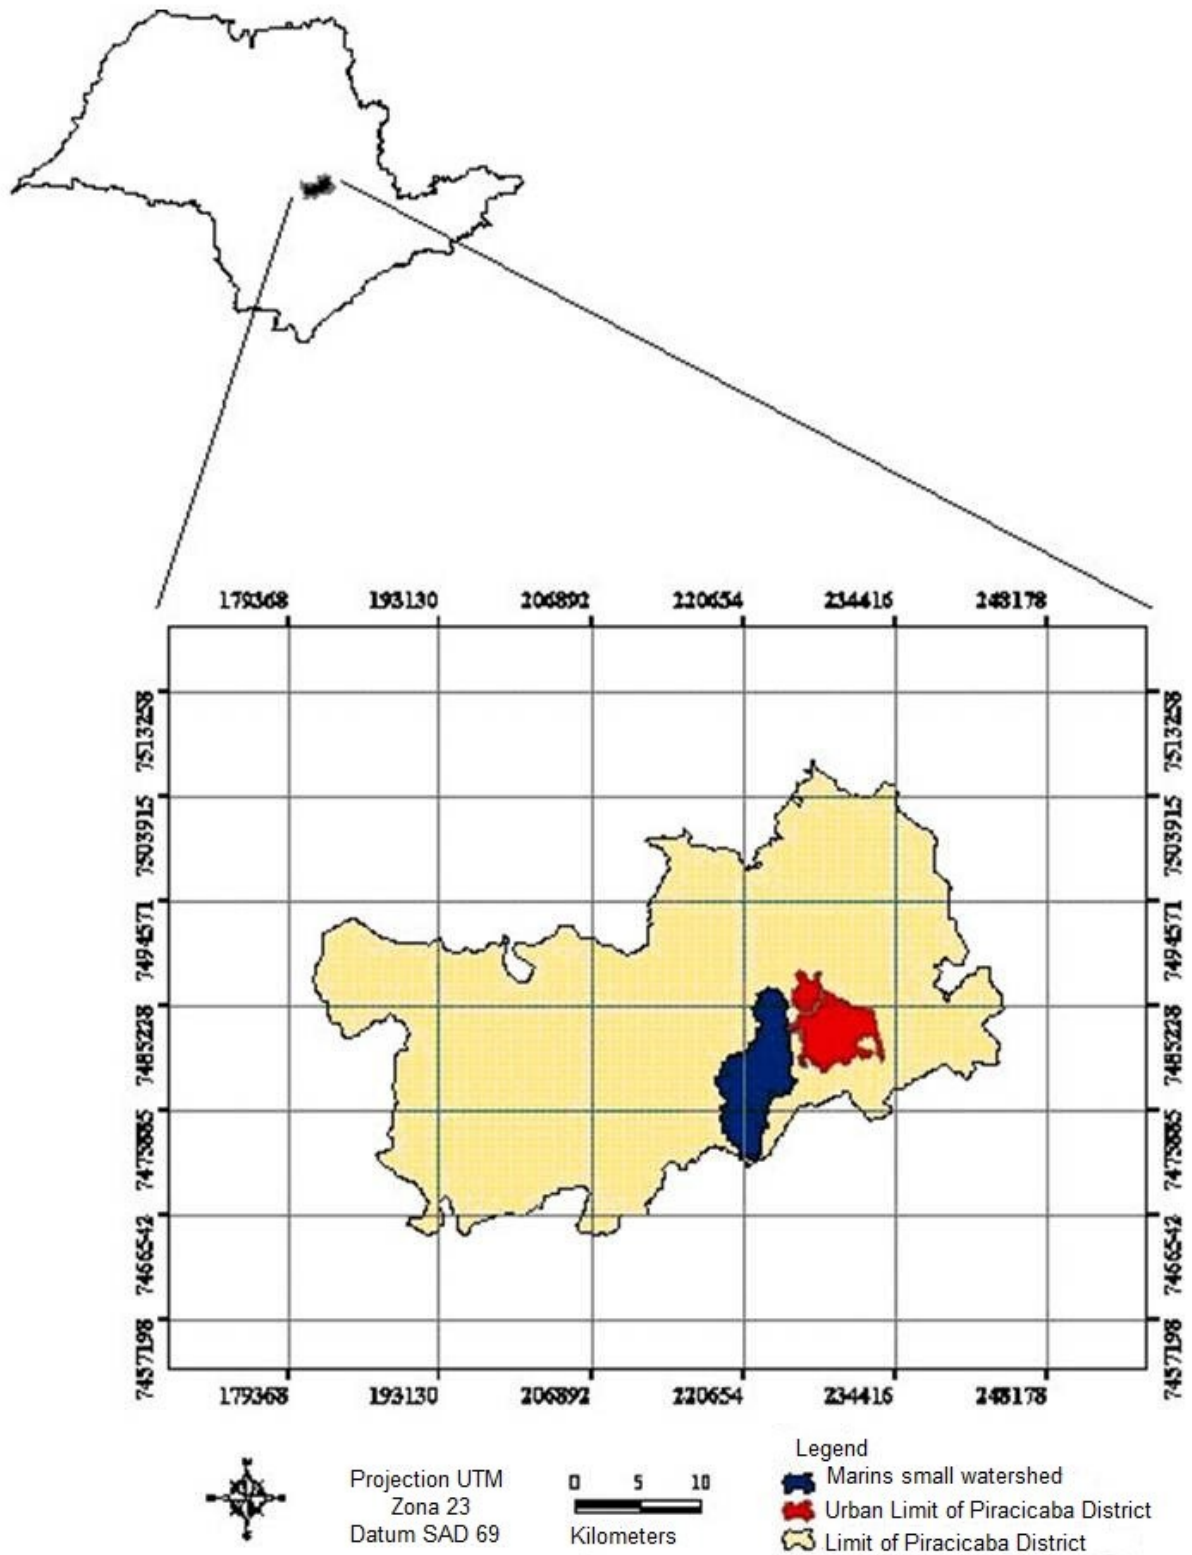 179368 193130 206892 220654 234416 248178
7513258 7513258
7503915 7503915
7494571 7494571
7485228 7485228
7475885 7475885
7466542 7466542
7457198 7457198
179368 193130 206892 220654 234416 248178
Legend
Projection UTM
Zona 23
Datum SAD 69
0 5 10
Kilometers
Marins small watershed
Urban Limit of Piracicaba District
Limit of Piracicaba District